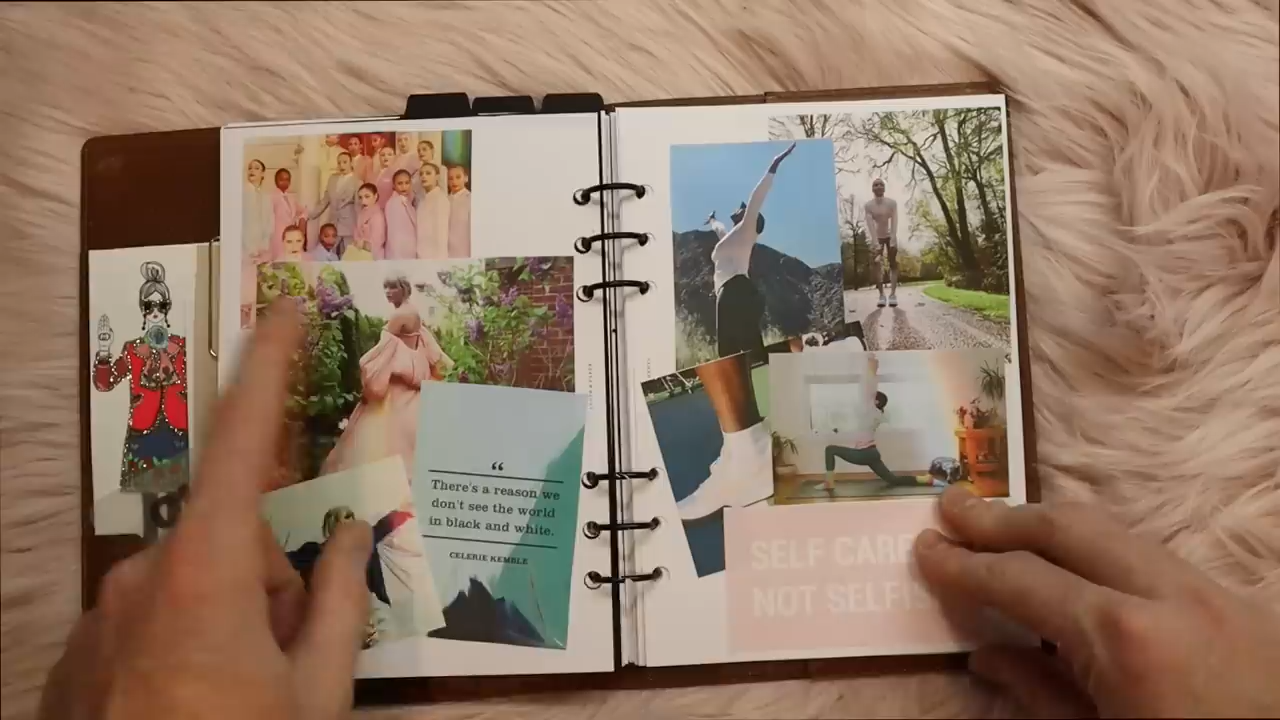 “
There's a reason we
don't see the world
in black and white.
CELERIE KEMBLE
SELF CARE
NOT SELFIS